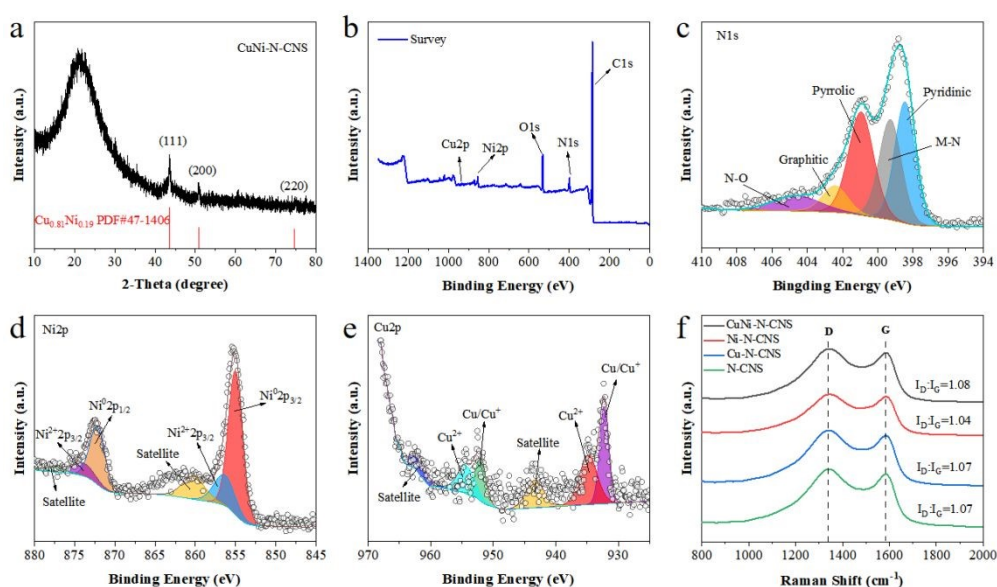 a
CuNi-N-CNS
(111)
(200)
(220)
Cu0.81Ni0.19 PDF#47-1406
Intensity (a.u.)
10 20 30 40 50 60 70 80
2-Theta (degree)
b
Survey
C1s
O1s
N1s
Cu2p
Ni2p
Intensity (a.u.)
1400 1200 1000 800 600 400 200 0
Binding Energy (eV)
c
N1s
Pyrrolic
Pyridinic
M-N
Graphitic
N-O
Intensity (a.u.)
410 408 406 404 402 400 398 396 394
Bingding Energy (eV)
d
Ni2p
Ni⁰2p1/2
Ni²⁺2p3/2
Satellite
Satellite
Ni²⁺2p3/2
Ni⁰2p3/2
Intensity (a.u.)
880 875 870 865 860 855 850 845
Binding Energy (eV)
e
Cu2p
Cu/Cu⁺
Cu²⁺
Cu/Cu⁺
Cu²⁺
Satellite
Satellite
Intensity (a.u.)
970 960 950 940 930
Binding Energy (eV)
f
CuNi-N-CNS
Ni-N-CNS
Cu-N-CNS
N-CNS
D
G
ID:IG=1.08
ID:IG=1.04
ID:IG=1.07
ID:IG=1.07
Intensity (a.u.)
800 1000 1200 1400 1600 1800 2000
Raman Shift (cm⁻¹)